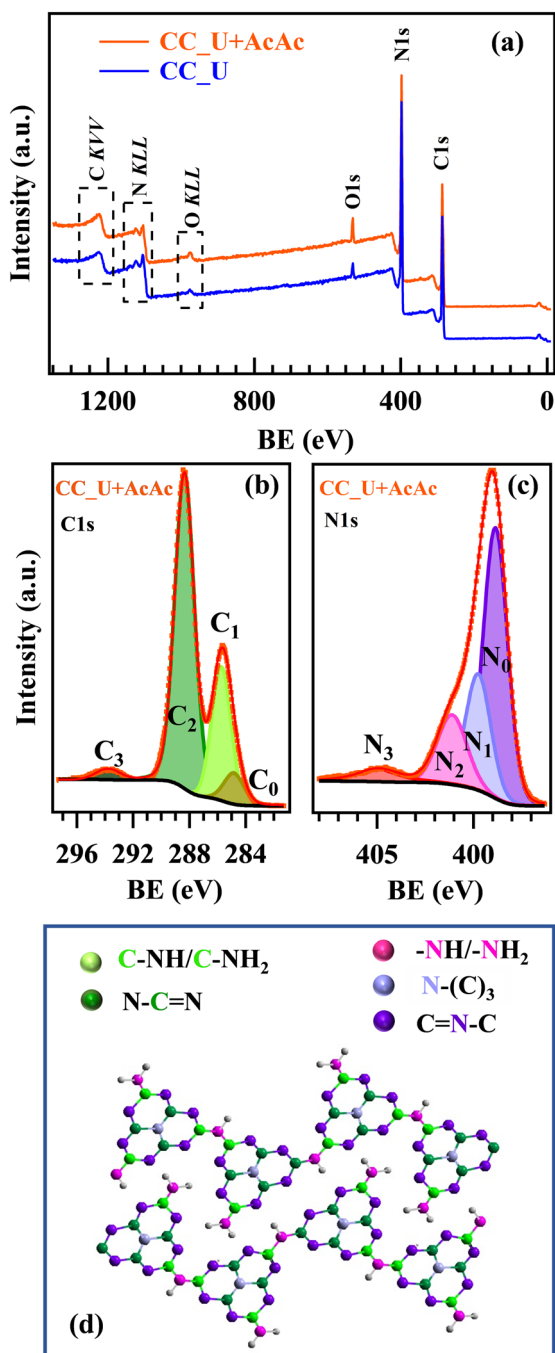 CC_U+AcAc
CC_U
(a)
N1s
C1s
O1s
O KLL
N KLL
C KVV
Intensity (a.u.)
1200 800 400 0
BE (eV)
CC_U+AcAc
(b)
C1s
C₁
C₂
C₃
C₀
296 292 288 284
BE (eV)
Intensity (a.u.)
CC_U+AcAc
(c)
N1s
N₀
N₁
N₂
N₃
405 400
BE (eV)
C-NH/C-NH₂
N-C=N
-NH/-NH₂
N-(C)₃
C=N-C
(d)